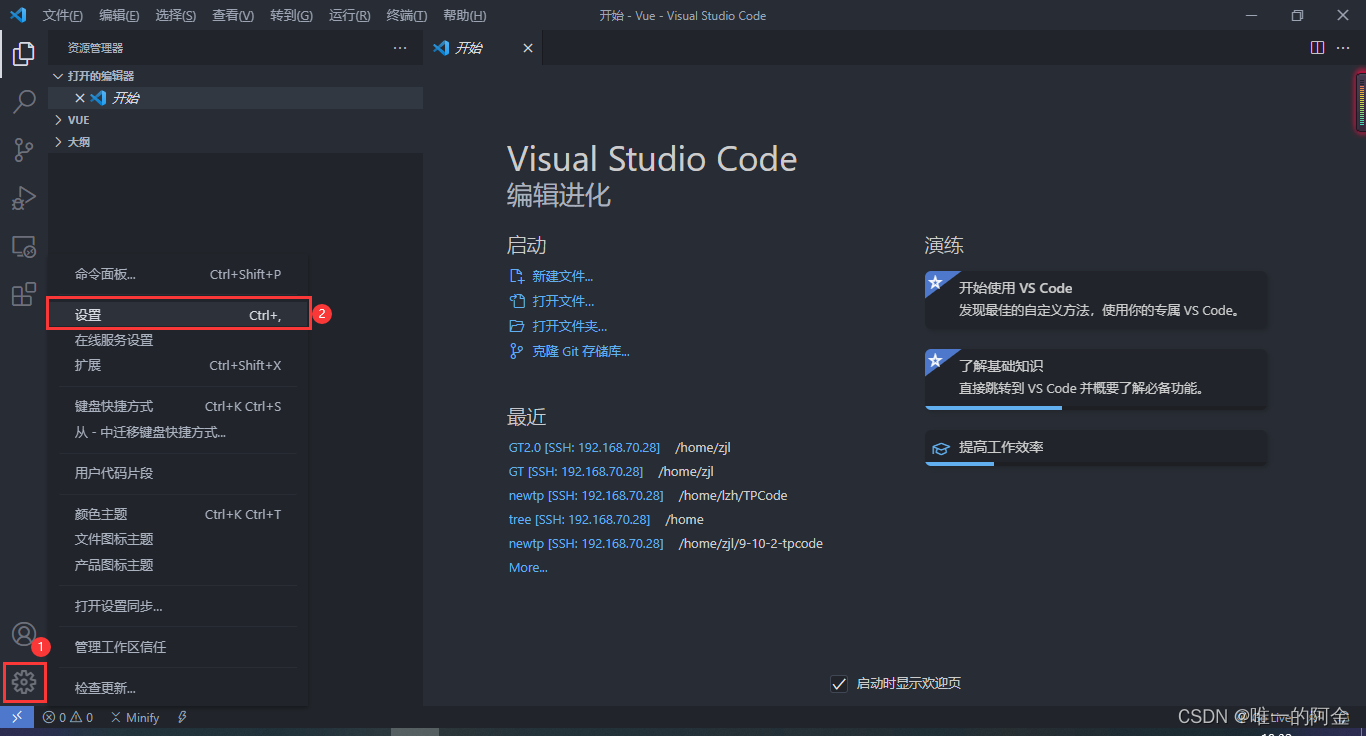 文件(F) 编辑(E) 选择(S) 查看(V) 转到(G) 运行(R) 终端(T) 帮助(H) 开始 - Vue - Visual Studio Code
资源管理器
打开的编辑器
开始
VUE
大纲
命令面板... Ctrl+Shift+P
设置 Ctrl+,
2
在线服务设置
扩展 Ctrl+Shift+X
键盘快捷方式 Ctrl+K Ctrl+S
从 - 中迁移键盘快捷方式...
用户代码片段
颜色主题 Ctrl+K Ctrl+T
文件图标主题
产品图标主题
打开设置同步...
管理工作区信任
检查更新...
1
开始
Visual Studio Code
编辑进化
启动
新建文件...
打开文件...
打开文件夹...
克隆 Git 存储库...
最近
GT2.0 [SSH: 192.168.70.28] /home/zjl
GT [SSH: 192.168.70.28] /home/zjl
newtp [SSH: 192.168.70.28] /home/lzh/TPCode
tree [SSH: 192.168.70.28] /home
newtp [SSH: 192.168.70.28] /home/zjl/9-10-2-tpcode
More...
演练
开始使用 VS Code
发现最佳的自定义方法，使用你的专属 VS Code。
了解基础知识
直接跳转到 VS Code 并概要了解必备功能。
提高工作效率
启动时显示欢迎页
0 0 Minify
CSDN @唯一的阿金